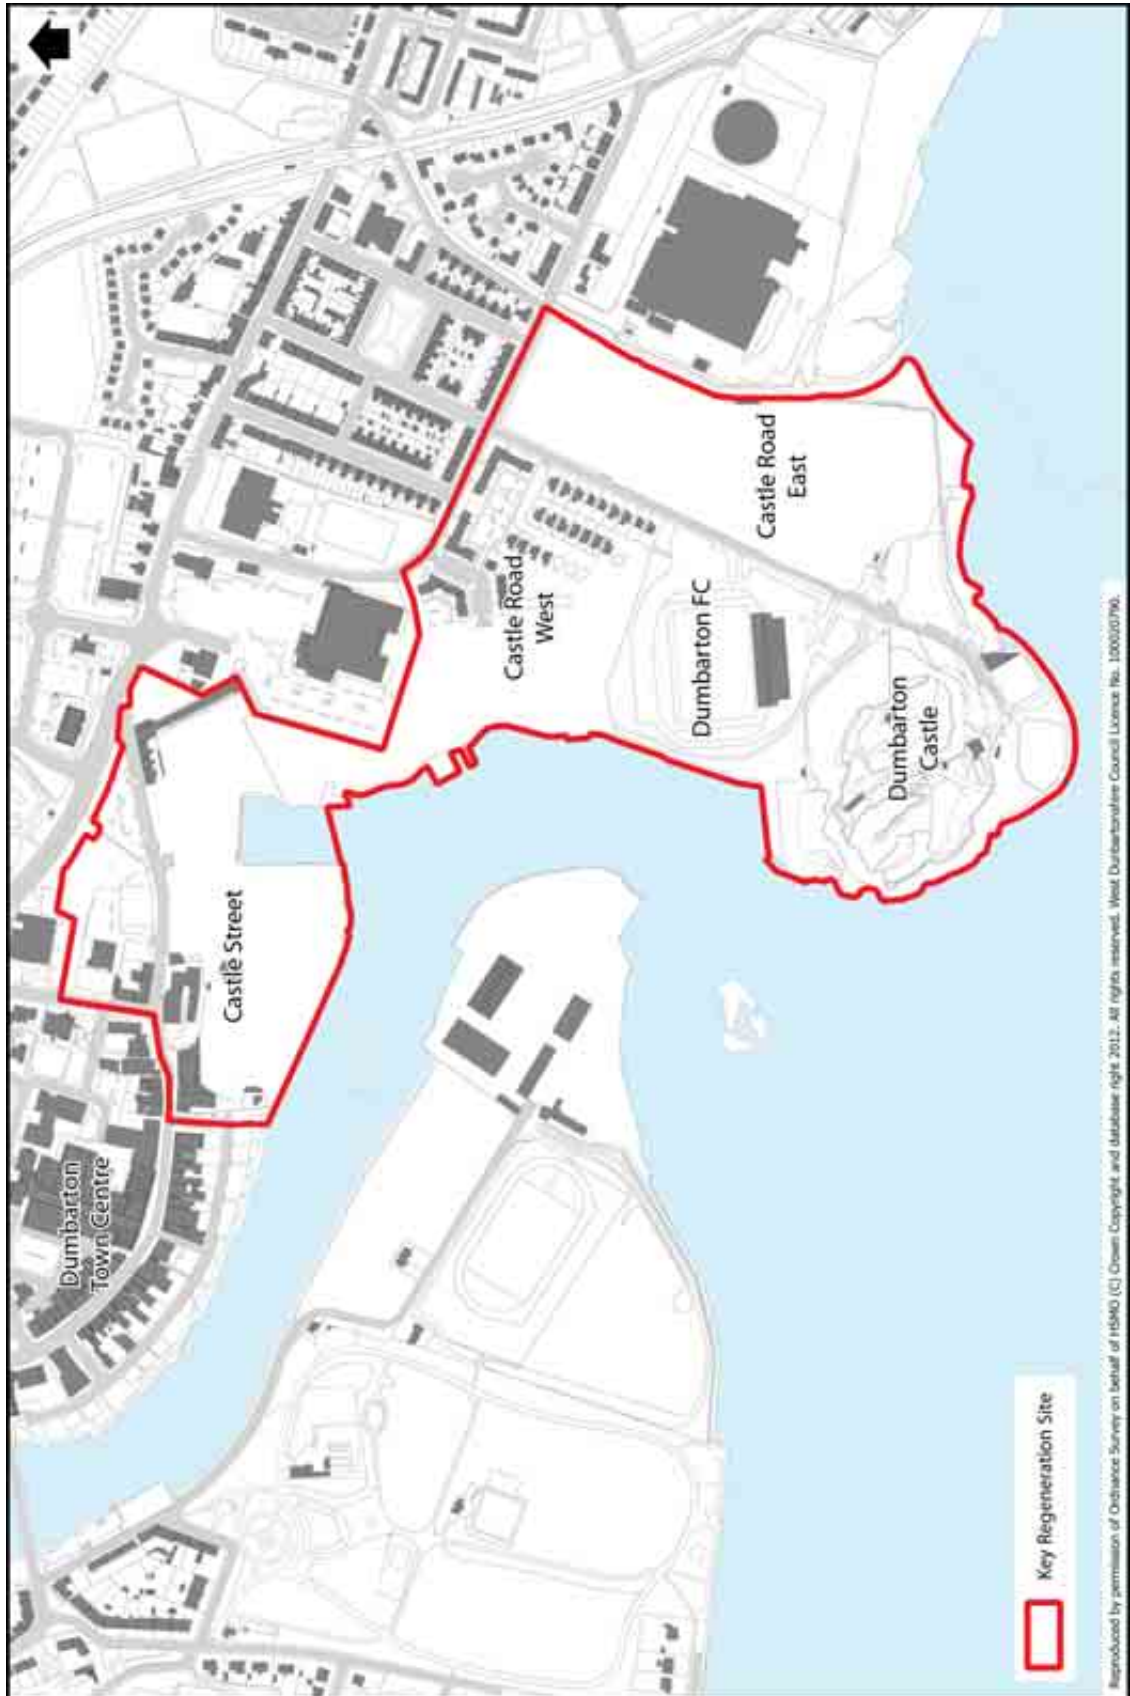 Dumbarton
Town Centre
Castle Street
Castle Road
West
Dumbarton FC
Castle Road
East
Dumbarton
Castle
Key Regeneration Site
Reproduced by permission of Ordnance Survey on behalf of HSMO (C) Crown Copyright and database right 2012. All rights reserved. West Dunbartonshire Council Licence No. 100020790.